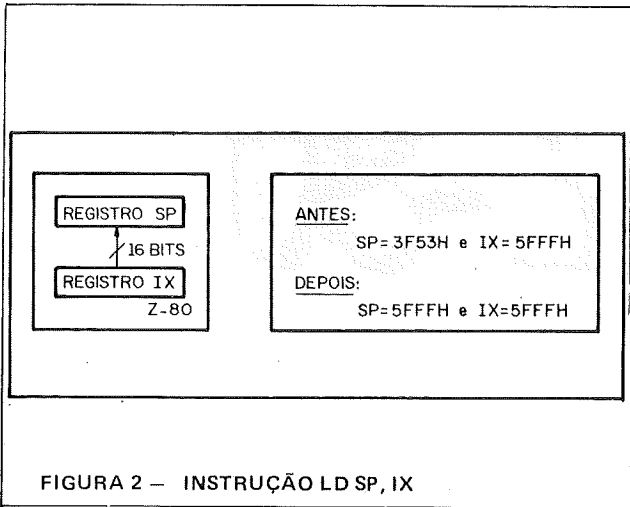 REGISTRO SP
16 BITS
REGISTRO IX
Z-80
ANTES:
SP=3F53H e IX=5FFFH
DEPOIS:
SP=5FFFH e IX=5FFFH
FIGURA 2 — INSTRUÇÃO LD SP, IX